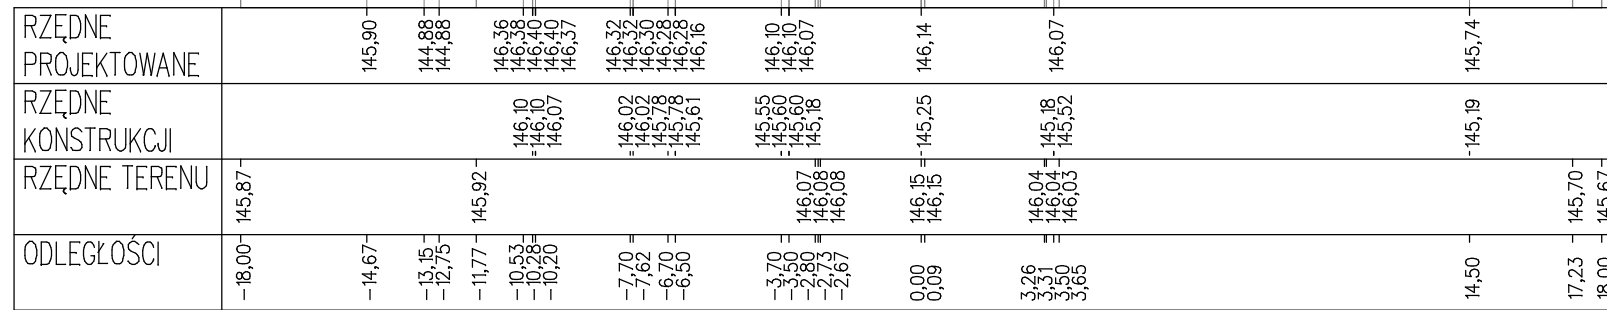 RZĘDNE
PROJEKTOWANE
145,90 144,88 144,88 146,36 146,38 146,40 146,40 146,37 146,32 146,32 146,30 146,28 146,28 146,16 146,10 146,10 146,07 146,14 146,07 145,74
RZĘDNE
KONSTRUKCJI
146,10 146,10 146,07 146,02 146,02 145,78 145,78 145,61 145,55 145,60 145,60 145,18 145,25 145,18 145,52 145,19
RZĘDNE TERENU
145,87 145,92 146,07 146,08 146,08 146,15 146,15 146,04 146,04 146,03 145,70 145,67
ODLEGŁOŚCI
-18,00 -14,67 -13,15 -12,75 -11,77 -10,53 -10,28 -10,20 -7,70 -7,62 -6,70 -6,50 -3,70 -3,50 -2,80 -2,73 -2,67 0,00 0,09 3,26 3,31 3,50 3,65 14,50 17,23 18,00